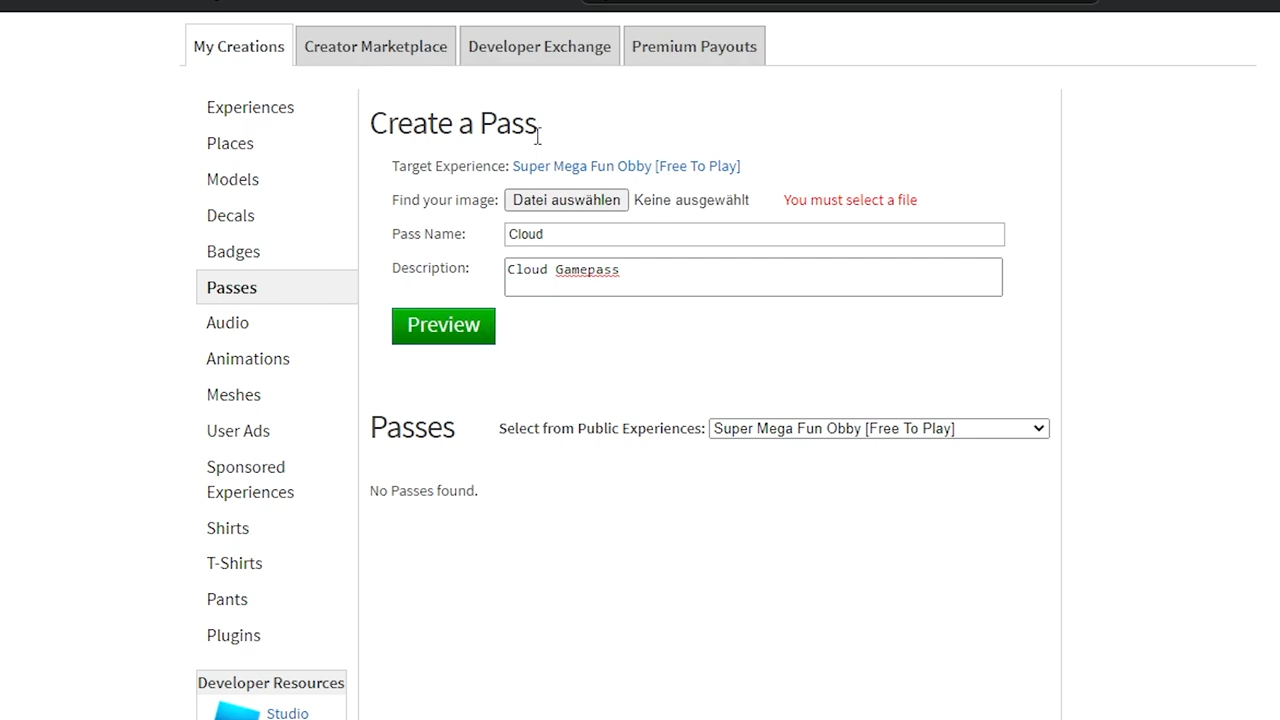 My Creations
Creator Marketplace
Developer Exchange
Premium Payouts
Experiences
Places
Models
Decals
Badges
Passes
Audio
Animations
Meshes
User Ads
Sponsored
Experiences
Shirts
T-Shirts
Pants
Plugins
Developer Resources
Studio
Create a Pass
Target Experience: Super Mega Fun Obby [Free To Play]
Find your image: Datei auswählen Keine ausgewählt You must select a file
Pass Name: Cloud
Description: Cloud Gamepass
Preview
Passes Select from Public Experiences: Super Mega Fun Obby [Free To Play]
No Passes found.